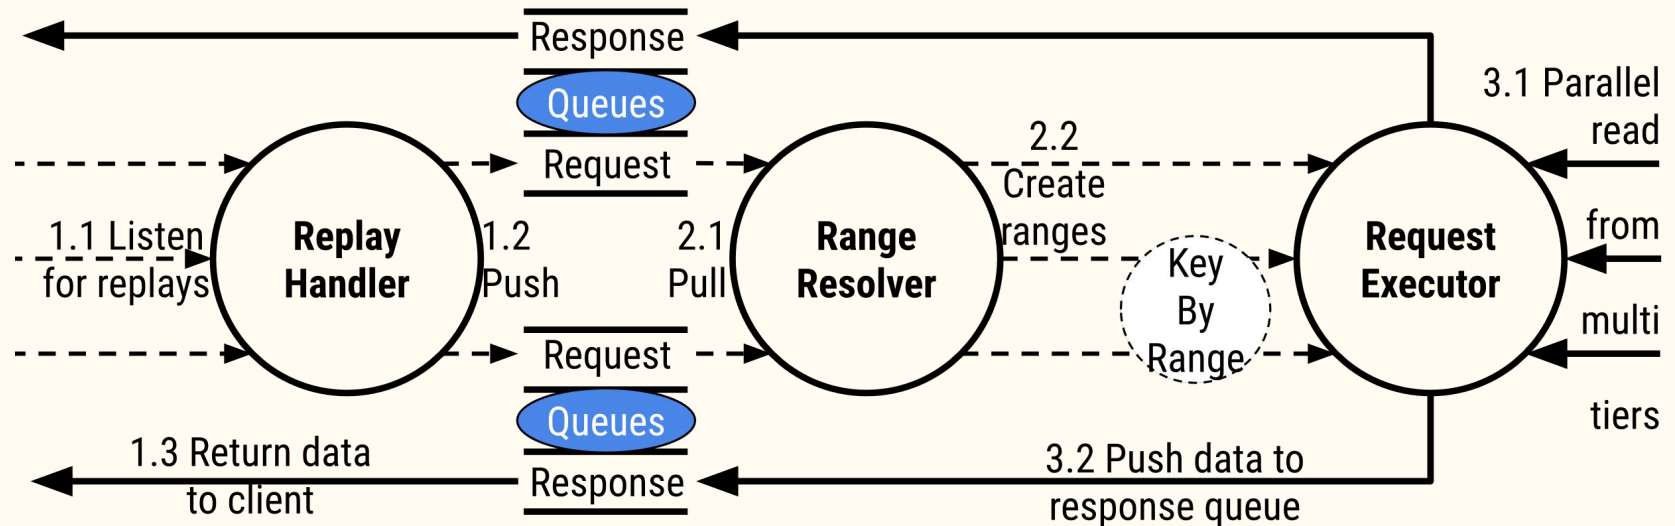 Response
Queues
Request
3.1 Parallel
read
from
multi
tiers
1.1 Listen
for replays
Replay
Handler
1.2
Push
2.1
Pull
Range
Resolver
2.2
Create
ranges
Key
By
Range
Request
Executor
Request
Queues
Response
1.3 Return data
to client
3.2 Push data to
response queue